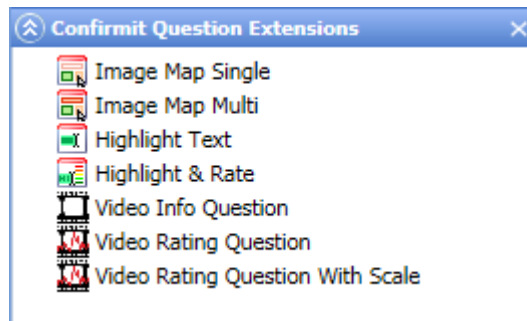 Confirmit Question Extensions
Image Map Single
Image Map Multi
Highlight Text
Highlight & Rate
Video Info Question
Video Rating Question
Video Rating Question With Scale